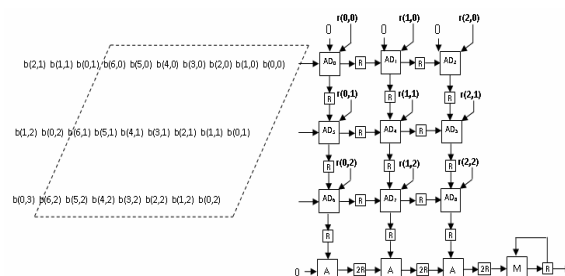 r(0,0) r(1,0) r(2,0)
0 0 0
b(2,1) b(1,1) b(0,1) b(6,0) b(5,0) b(4,0) b(3,0) b(2,0) b(1,0) b(0,0) AD₀ R AD₁ R AD₂
R R R
r(0,1) r(1,1) r(2,1)
b(1,2) b(0,2) b(6,1) b(5,1) b(4,1) b(3,1) b(2,1) b(1,1) b(0,1) R R
R R R
r(0,2) r(1,2) r(2,2)
b(0,3) b(6,2) b(5,2) b(4,2) b(3,2) b(2,2) b(1,2) b(0,2) AD₆ R AD₇ R AD₈
R R R
0 A 2R A 2R A 2R M R